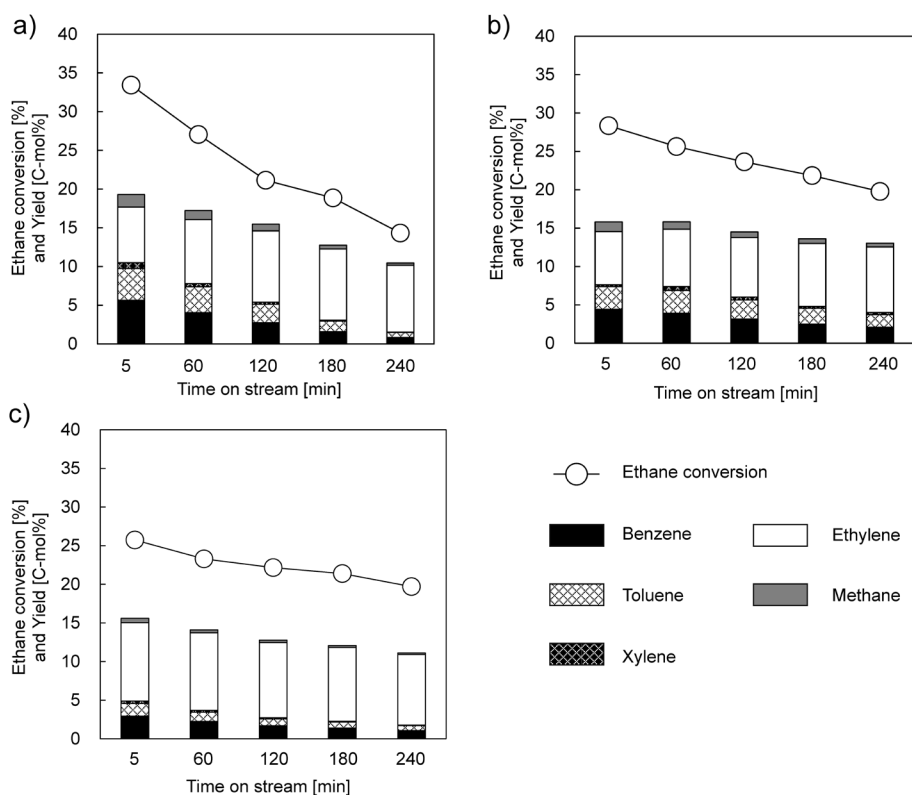 a)
Ethane conversion [%]
and Yield [C-mol%]
40
35
30
25
20
15
10
5
0
5 60 120 180 240
Time on stream [min]
b)
Ethane conversion [%]
and Yield [C-mol%]
40
35
30
25
20
15
10
5
0
5 60 120 180 240
Time on stream [min]
c)
Ethane conversion [%]
and Yield [C-mol%]
40
35
30
25
20
15
10
5
0
5 60 120 180 240
Time on stream [min]
Ethane conversion
Benzene
Ethylene
Toluene
Methane
Xylene